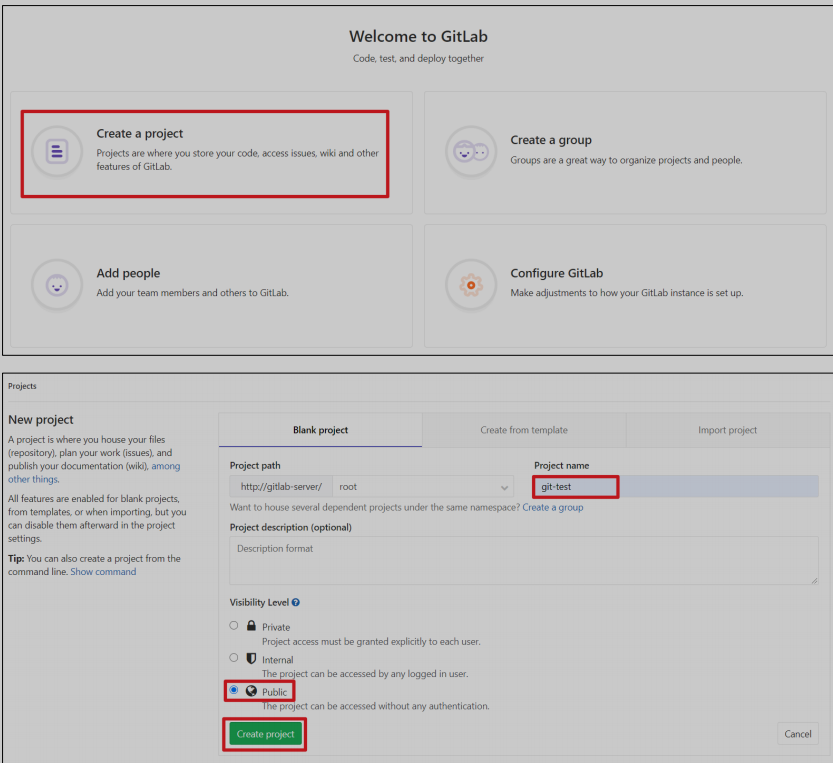 Welcome to GitLab
Code, test, and deploy together
Create a project
Projects are where you store your code, access issues, wiki and other
features of GitLab.
Create a group
Groups are a great way to organize projects and people.
Add people
Add your team members and others to GitLab.
Configure GitLab
Make adjustments to how your GitLab instance is set up.
Projects
New project
A project is where you house your files
(repository), plan your work (issues), and
publish your documentation (wiki), among
other things.
All features are enabled for blank projects,
from templates, or when importing, but you
can disable them afterward in the project
settings.
Tip: You can also create a project from the
command line. Show command
Blank project
Create from template
Import project
Project path
http://gitlab-server/
root
Project name
git-test
Want to house several dependent projects under the same namespace? Create a group
Project description (optional)
Description format
Visibility Level
Private
Project access must be granted explicitly to each user.
Internal
The project can be accessed by any logged in user.
Public
The project can be accessed without any authentication.
Create project
Cancel